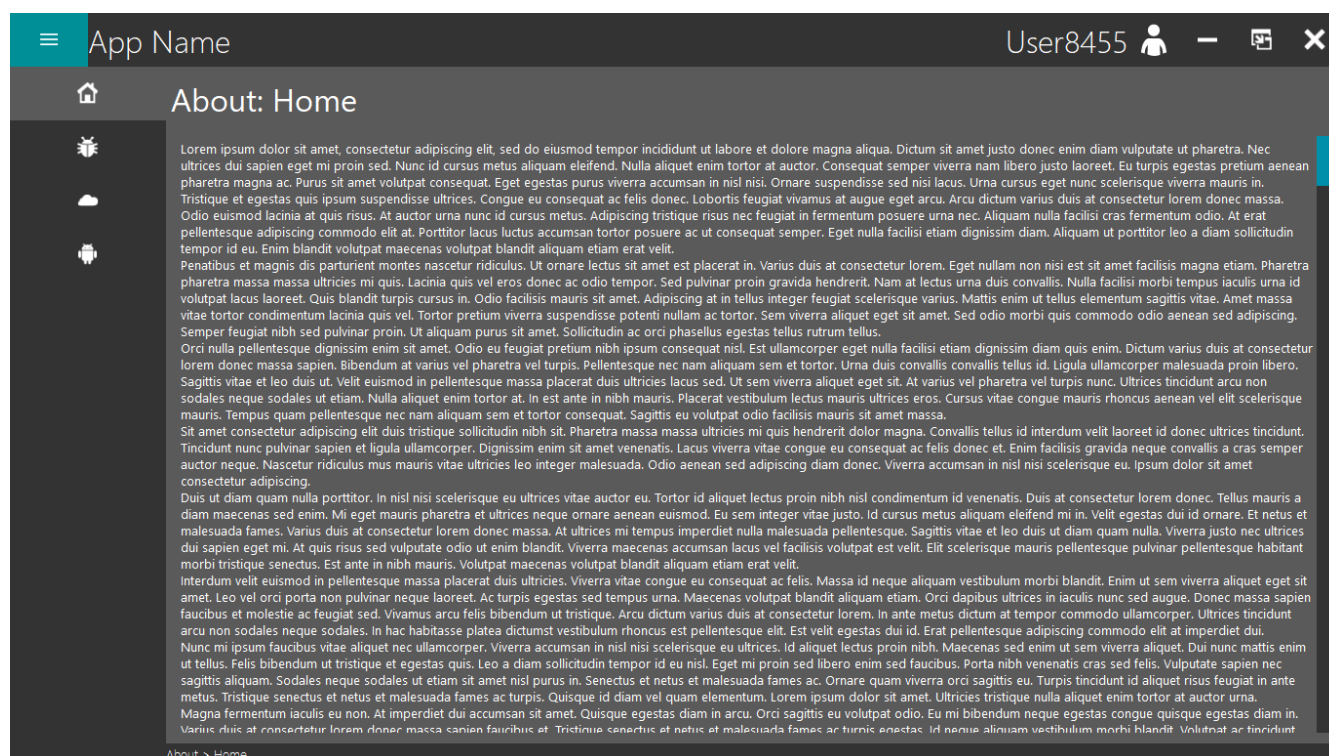 App Name
User8455
About: Home
Lorem ipsum dolor sit amet, consectetur adipiscing elit, sed do eiusmod tempor incididunt ut labore et dolore magna aliqua. Dictum sit amet justo donec enim diam vulputate ut pharetra. Nec
ultrices dui sapien eget mi proin sed. Nunc id cursus metus aliquam eleifend. Nulla aliquet enim tortor at auctor. Consequat semper viverra nam libero justo laoreet. Eu turpis egestas pretium aenean
pharetra magna ac. Purus sit amet volutpat consequat. Eget egestas purus viverra accumsan in nisl nisi. Ornare suspendisse sed nisi lacus. Urna cursus eget nunc scelerisque viverra mauris in.
Tristique et egestas quis ipsum suspendisse ultrices. Congue eu consequat ac felis donec. Lobortis feugiat vivamus at augue eget arcu. Arcu dictum varius duis at consectetur lorem donec massa.
Odio euismod lacinia at quis risus. At auctor urna nunc id cursus metus. Adipiscing tristique risus nec feugiat in fermentum posuere urna nec. Aliquam nulla facilisi cras fermentum odio. At erat
pellentesque adipiscing commodo elit at. Porttitor lacus luctus accumsan tortor posuere ac ut consequat semper. Eget nulla facilisi etiam dignissim diam. Aliquam ut porttitor leo a diam sollicitudin
tempor id eu. Enim blandit volutpat maecenas volutpat blandit aliquam etiam erat velit.
Penatibus et magnis dis parturient montes nascetur ridiculus. Ut ornare lectus sit amet est placerat in. Varius duis at consectetur lorem. Eget nullam non nisi est sit amet facilisis magna etiam. Pharetra
pharetra massa massa ultricies mi quis. Lacinia quis vel eros donec ac odio tempor. Sed pulvinar proin gravida hendrerit. Nam at lectus urna duis convallis. Nulla facilisi morbi tempus iaculis urna id
volutpat lacus laoreet. Quis blandit turpis cursus in. Odio facilisis mauris sit amet. Adipiscing at in tellus integer feugiat scelerisque varius. Mattis enim ut tellus elementum sagittis vitae. Amet massa
vitae tortor condimentum lacinia quis vel. Tortor pretium viverra suspendisse potenti nullam ac tortor. Sem viverra aliquet eget sit amet. Sed odio morbi quis commodo odio aenean sed adipiscing.
Semper feugiat nibh sed pulvinar proin. Ut aliquam purus sit amet. Sollicitudin ac orci phasellus egestas tellus rutrum tellus.
Orci nulla pellentesque dignissim enim sit amet. Odio eu feugiat pretium nibh ipsum consequat nisl. Est ullamcorper eget nulla facilisi etiam dignissim diam quis enim. Dictum varius duis at consectetur
lorem donec massa sapien. Bibendum at varius vel pharetra vel turpis. Pellentesque nec nam aliquam sem et tortor. Urna duis convallis convallis tellus id. Ligula ullamcorper malesuada proin libero.
Sagittis vitae et leo duis ut. Velit euismod in pellentesque massa placerat duis ultricies lacus sed. Ut sem viverra aliquet eget sit. At varius vel pharetra vel turpis nunc. Ultrices tincidunt arcu non
sodales neque sodales ut etiam. Nulla aliquet enim tortor at. In est ante in nibh mauris. Placerat vestibulum lectus mauris ultrices eros. Cursus vitae congue mauris rhoncus aenean vel elit scelerisque
mauris. Tempus quam pellentesque nec nam aliquam sem et tortor consequat. Sagittis eu volutpat odio facilisis mauris sit amet massa.
Sit amet consectetur adipiscing elit duis tristique sollicitudin nibh sit. Pharetra massa massa ultricies mi quis hendrerit dolor magna. Convallis tellus id interdum velit laoreet id donec ultrices tincidunt.
Tincidunt nunc pulvinar sapien et ligula ullamcorper. Dignissim enim sit amet venenatis. Lacus viverra vitae congue eu consequat ac felis donec et. Enim facilisis gravida neque convallis a cras semper
auctor neque. Nascetur ridiculus mus mauris vitae ultricies leo integer malesuada. Odio aenean sed adipiscing diam donec. Viverra accumsan in nisl nisi scelerisque eu. Ipsum dolor sit amet
consectetur adipiscing.
Duis ut diam quam nulla porttitor. In nisl nisi scelerisque eu ultrices vitae auctor eu. Tortor id aliquet lectus proin nibh nisl condimentum id venenatis. Duis at consectetur lorem donec. Tellus mauris a
diam maecenas sed enim. Mi eget mauris pharetra et ultrices neque ornare aenean euismod. Eu sem integer vitae justo. Id cursus metus aliquam eleifend mi in. Velit egestas dui id ornare. Et netus et
malesuada fames. Varius duis at consectetur lorem donec massa. At ultrices mi tempus imperdiet nulla malesuada pellentesque. Sagittis vitae et leo duis ut diam quam nulla. Viverra justo nec ultrices
dui sapien eget mi. At quis risus sed vulputate odio ut enim blandit. Viverra maecenas accumsan lacus vel facilisis volutpat est velit. Elit scelerisque mauris pellentesque pulvinar pellentesque habitant
morbi tristique senectus. Est ante in nibh mauris. Volutpat maecenas volutpat blandit aliquam etiam erat velit.
Interdum velit euismod in pellentesque massa placerat duis ultricies. Viverra vitae congue eu consequat ac felis. Massa id neque aliquam vestibulum morbi blandit. Enim ut sem viverra aliquet eget sit
amet. Leo vel orci porta non pulvinar neque laoreet. Ac turpis egestas sed tempus urna. Maecenas volutpat blandit aliquam etiam. Orci dapibus ultrices in iaculis nunc sed augue. Donec massa sapien
faucibus et molestie ac feugiat sed. Vivamus arcu felis bibendum ut tristique. Arcu dictum varius duis at consectetur lorem. In ante metus dictum at tempor commodo ullamcorper. Ultrices tincidunt
arcu non sodales neque sodales. In hac habitasse platea dictumst vestibulum rhoncus est pellentesque elit. Est velit egestas dui id. Erat pellentesque adipiscing commodo elit at imperdiet dui.
Nunc mi ipsum faucibus vitae aliquet nec ullamcorper. Viverra accumsan in nisl nisi scelerisque eu ultrices. Id aliquet lectus proin nibh. Maecenas sed enim ut sem viverra aliquet. Dui nunc mattis enim
ut tellus. Felis bibendum ut tristique et egestas quis. Leo a diam sollicitudin tempor id eu nisl. Eget mi proin sed libero enim sed faucibus. Porta nibh venenatis cras sed felis. Vulputate sapien nec
sagittis aliquam. Sodales neque sodales ut etiam sit amet nisl purus in. Senectus et netus et malesuada fames ac. Ornare quam viverra orci sagittis eu. Turpis tincidunt id aliquet risus feugiat in ante
metus. Tristique senectus et netus et malesuada fames ac turpis. Quisque id diam vel quam elementum. Lorem ipsum dolor sit amet. Ultricies tristique nulla aliquet enim tortor at auctor urna.
Magna fermentum iaculis eu non. At imperdiet dui accumsan sit amet. Quisque egestas diam in arcu. Orci sagittis eu volutpat odio. Eu mi bibendum neque egestas congue quisque egestas diam in.
Varius duis at consectetur lorem donec massa sapien faucibus et. Tristique senectus et netus et malesuada fames ac turpis egestas. Id neque aliquam vestibulum morbi blandit. Volutpat ac tincidunt
About > Home